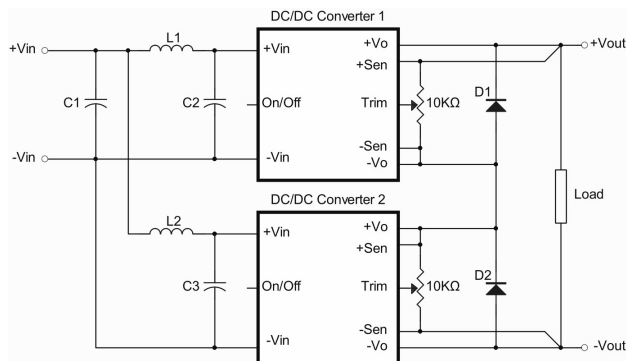 DC/DC Converter 1
+Vin
L1
+Vin
+Vo
+Vout
+Sen
C1
C2
On/Off
Trim
10KΩ
D1
-Vin
-Vin
-Sen
-Vo
DC/DC Converter 2
Load
L2
+Vin
+Vo
+Sen
C3
On/Off
Trim
10KΩ
D2
-Vin
-Sen
-Vo
-Vout